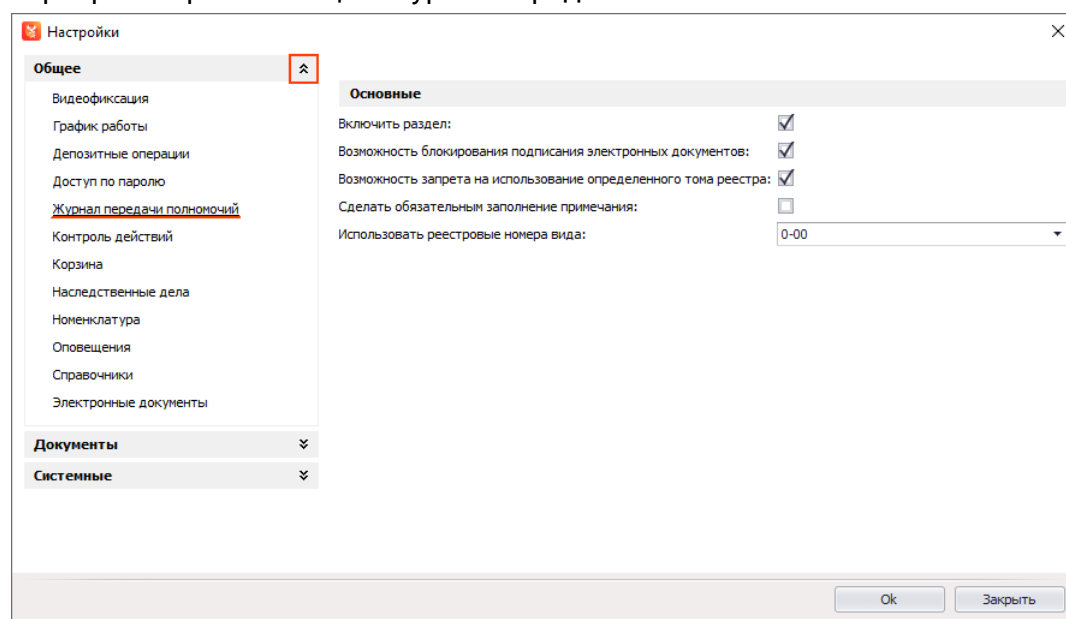 Настройки
Общее
Видеофиксация
График работы
Депозитные операции
Доступ по паролю
Журнал передачи полномочий
Контроль действий
Корзина
Наследственные дела
Номенклатура
Оповещения
Справочники
Электронные документы
Документы
Системные
Основные
Включить раздел:
Возможность блокирования подписания электронных документов:
Возможность запрета на использование определенного тома реестра:
Сделать обязательным заполнение примечания:
Использовать реестровые номера вида: 0-00
Ok Закрыть